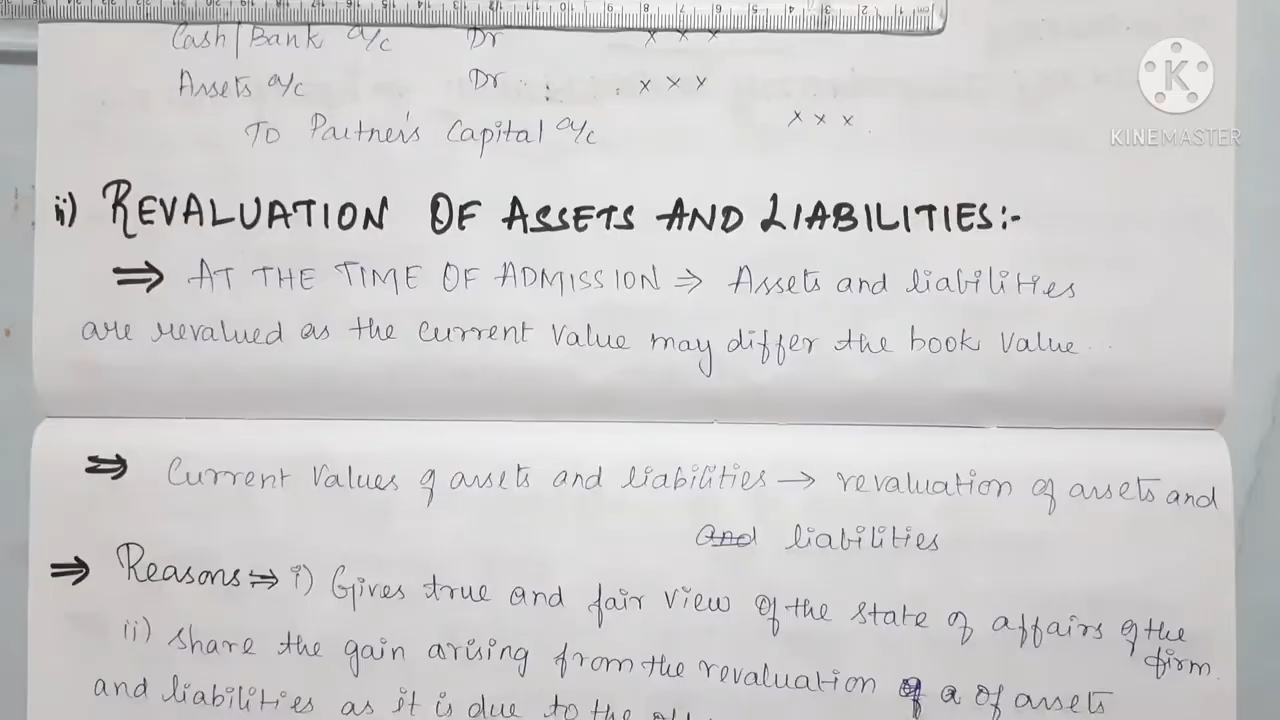 Cash/Bank a/c Dr x x x
Assets a/c Dr x x x
To Partner's Capital a/c x x x
KINEMASTER
ii) REVALUATION OF ASSETS AND LIABILITIES:-
⇒ AT THE TIME OF ADMISSION ⇒ Assets and liabilities
are revalued as the current value may differ the book value
⇒ Current values of assets and liabilities → revaluation of assets and
and liabilities
⇒ Reasons ⇒ i) Gives true and fair view of the state of affairs of the
firm
ii) share the gain arising from the revaluation of a of assets
and liabilities as it is due to the